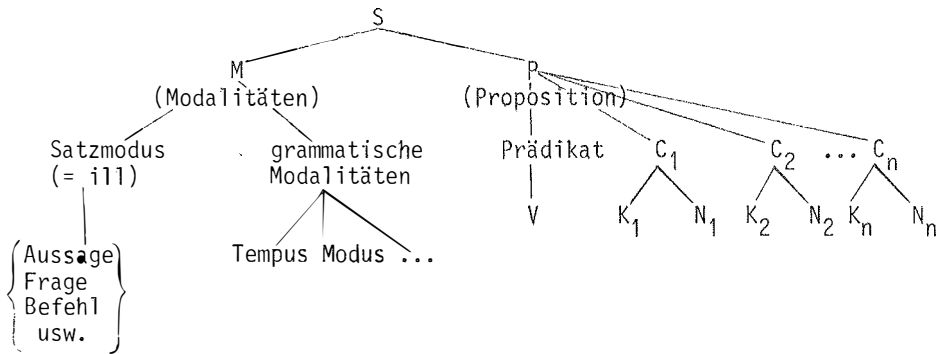 S
M P
(Modalitäten) (Proposition)
Satzmodus grammatische Prädikat C1 C2 ... Cn
(= ill) Modalitäten
V K1 N1 K2 N2 Kn Nn
Aussage Tempus Modus ...
Frage
Befehl
usw.